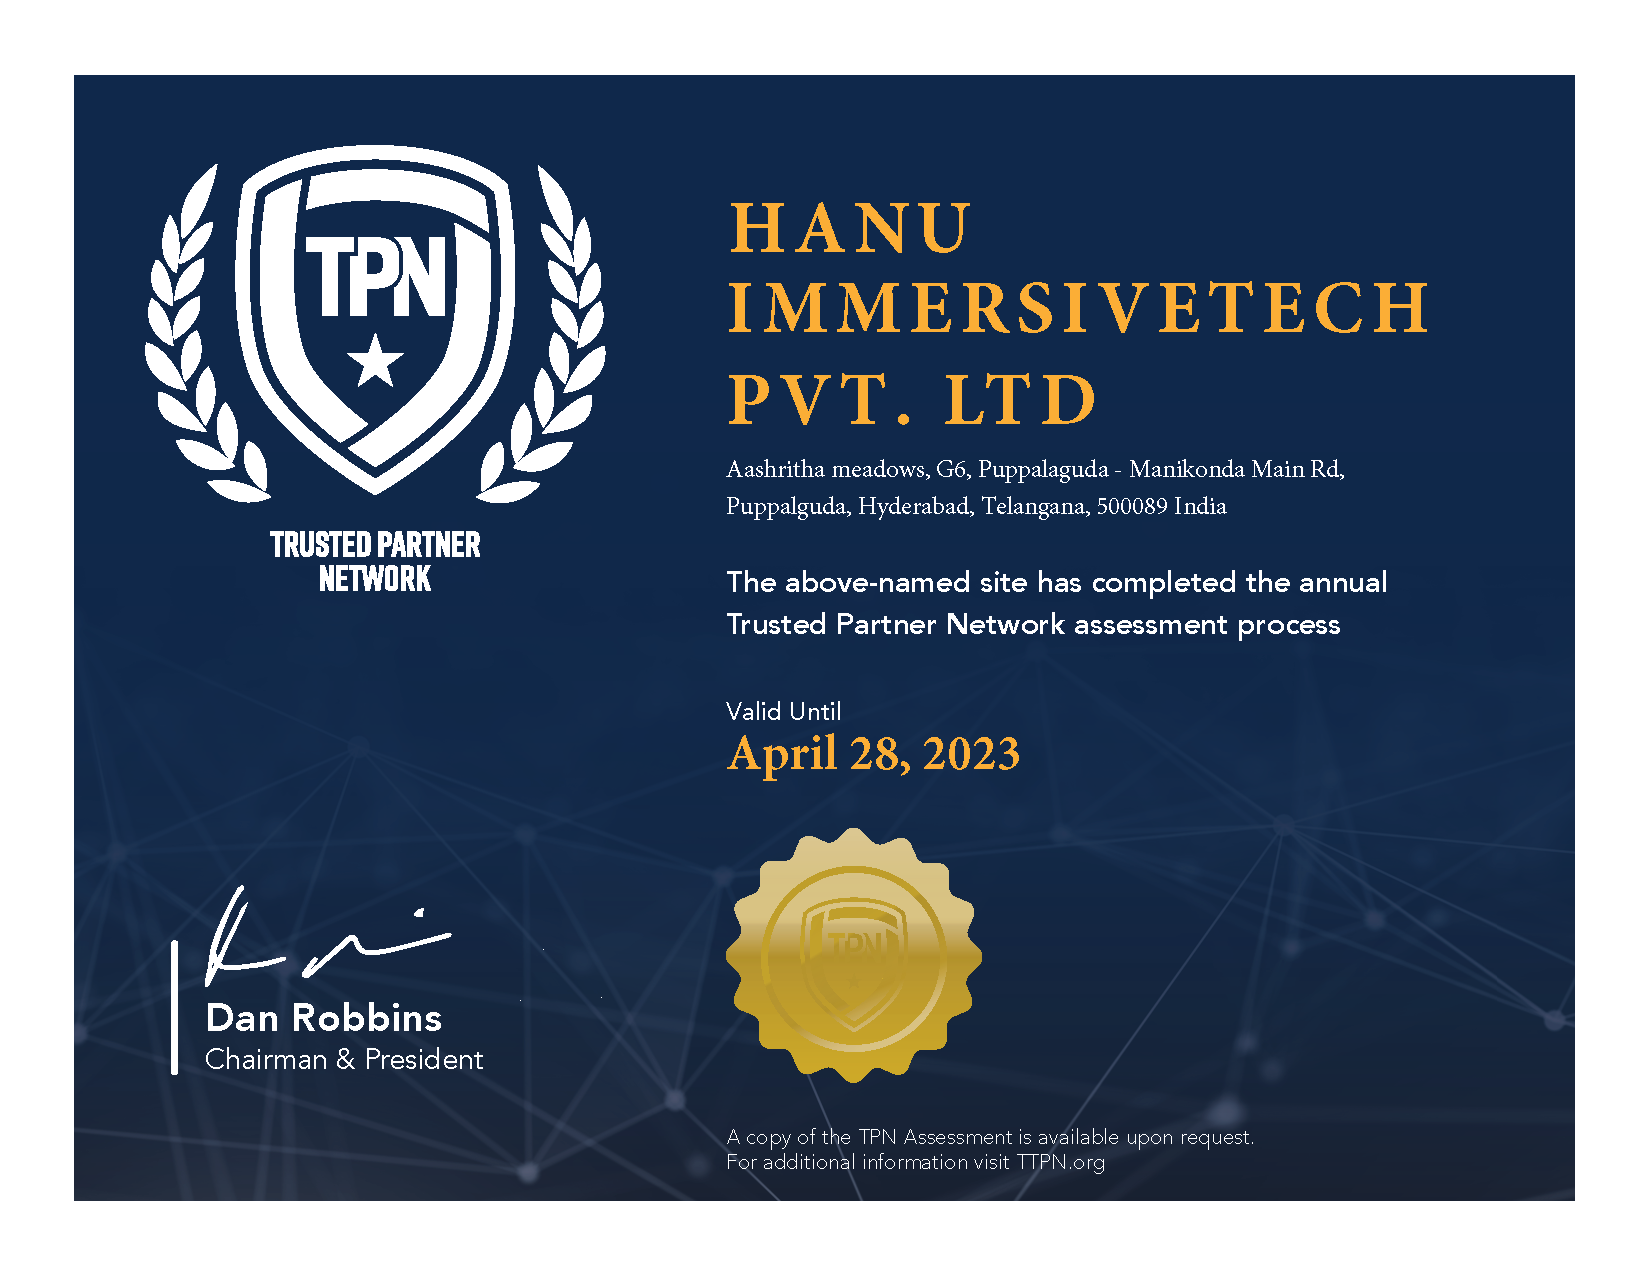 TPN
TRUSTED PARTNER
NETWORK
HANU
IMMERSIVETECH
PVT. LTD
Aashritha meadows, G6, Puppalaguda - Manikonda Main Rd,
Puppalguda, Hyderabad, Telangana, 500089 India
The above-named site has completed the annual
Trusted Partner Network assessment process
Valid Until
April 28, 2023
TPN
Dan Robbins
Chairman & President
A copy of the TPN Assessment is available upon request.
For additional information visit TTPN.org